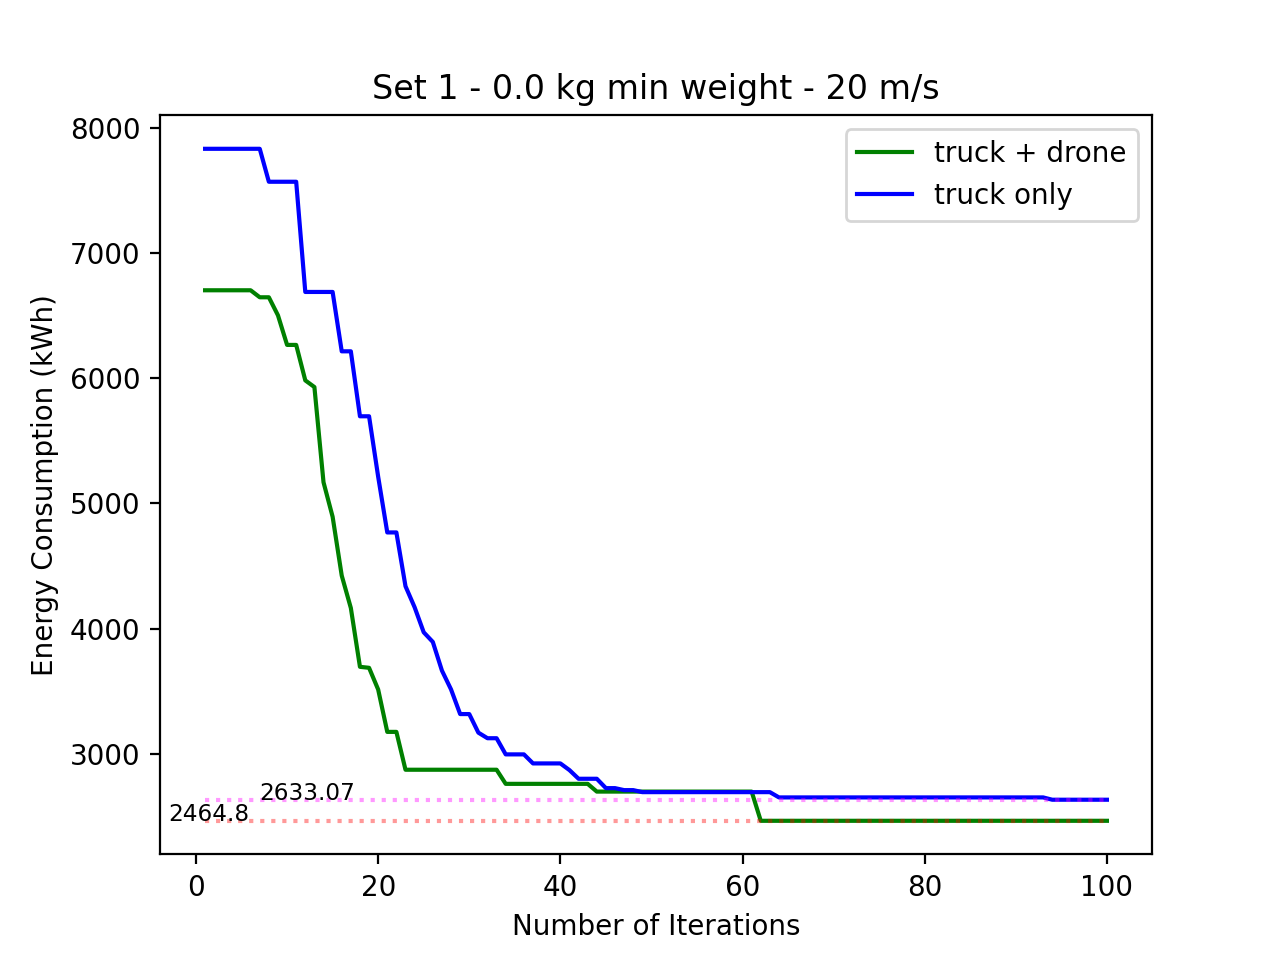 Set 1 - 0.0 kg min weight - 20 m/s
truck + drone
truck only
Energy Consumption (kWh)
8000
7000
6000
5000
4000
3000
2633.07
2464.8
0 20 40 60 80 100
Number of Iterations